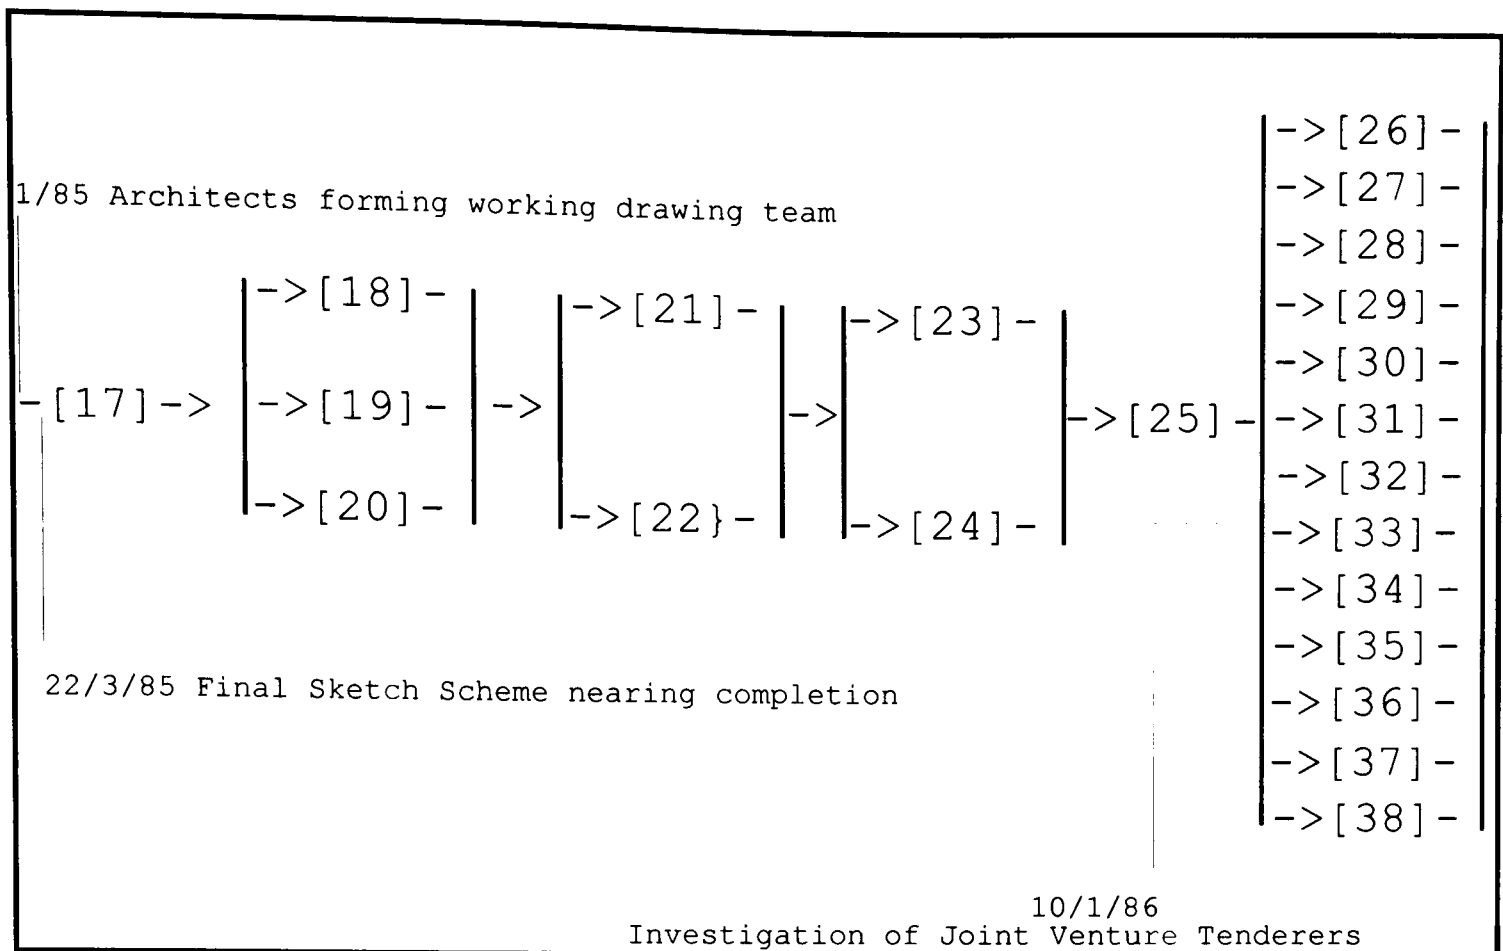 ->[26]-
->[27]-
1/85 Architects forming working drawing team
->[28]-
->[18]- ->[21]- ->[23]- ->[29]-
->[30]-
-[17]-> ->[19]- -> -> ->[25]- ->[31]-
->[32]-
->[20]- ->[22}- ->[24]- ->[33]-
->[34]-
->[35]-
22/3/85 Final Sketch Scheme nearing completion
->[36]-
->[37]-
->[38]-
10/1/86
Investigation of Joint Venture Tenderers